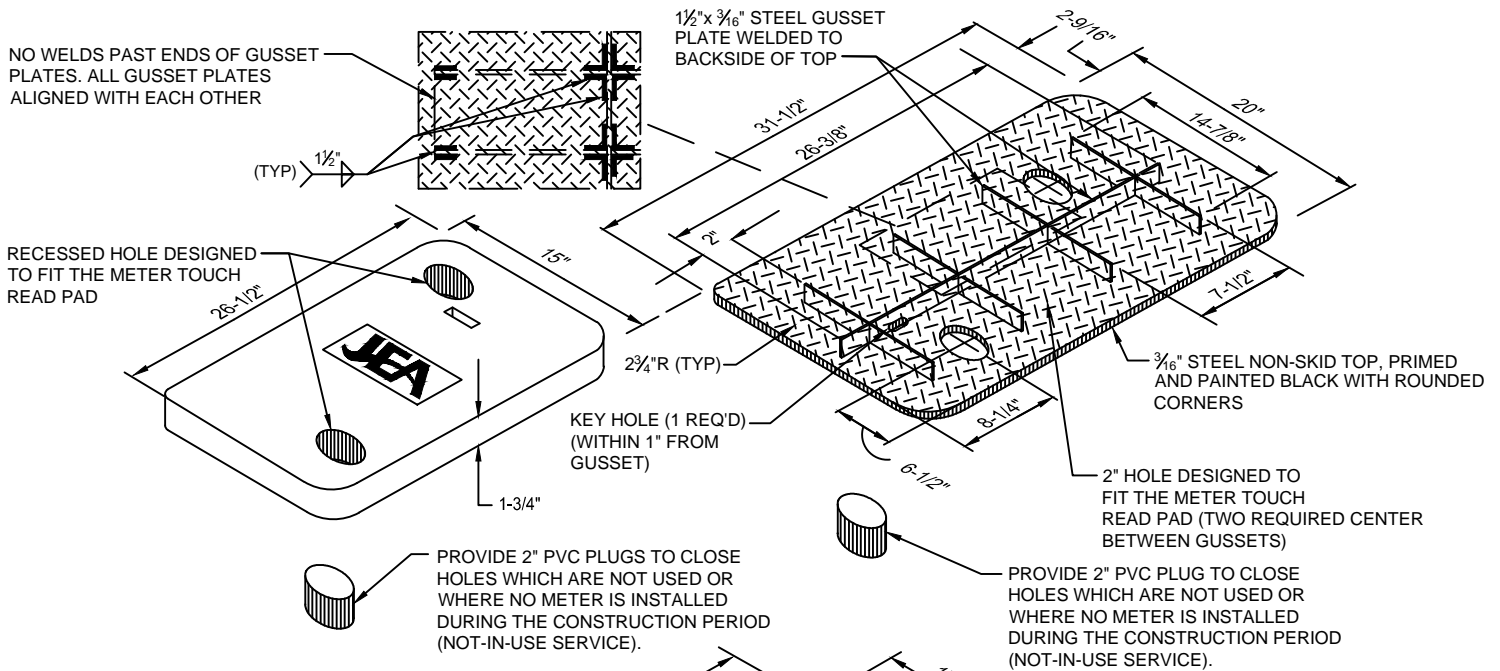 NO WELDS PAST ENDS OF GUSSET
PLATES. ALL GUSSET PLATES
ALIGNED WITH EACH OTHER
(TYP)
1½"
1½"x ³⁄₁₆" STEEL GUSSET
PLATE WELDED TO
BACKSIDE OF TOP
2-9/16"
20"
14-7/8"
31-1/2"
26-3/8"
2"
RECESSED HOLE DESIGNED
TO FIT THE METER TOUCH
READ PAD
26-1/2"
15"
JEA
1-3/4"
7-1/2"
2¾"R (TYP)
³⁄₁₆" STEEL NON-SKID TOP, PRIMED
AND PAINTED BLACK WITH ROUNDED
CORNERS
KEY HOLE (1 REQ'D)
(WITHIN 1" FROM
GUSSET)
8-1/4"
6-1/2"
2" HOLE DESIGNED TO
FIT THE METER TOUCH
READ PAD (TWO REQUIRED CENTER
BETWEEN GUSSETS)
PROVIDE 2" PVC PLUGS TO CLOSE
HOLES WHICH ARE NOT USED OR
WHERE NO METER IS INSTALLED
DURING THE CONSTRUCTION PERIOD
(NOT-IN-USE SERVICE).
PROVIDE 2" PVC PLUG TO CLOSE
HOLES WHICH ARE NOT USED OR
WHERE NO METER IS INSTALLED
DURING THE CONSTRUCTION PERIOD
(NOT-IN-USE SERVICE).